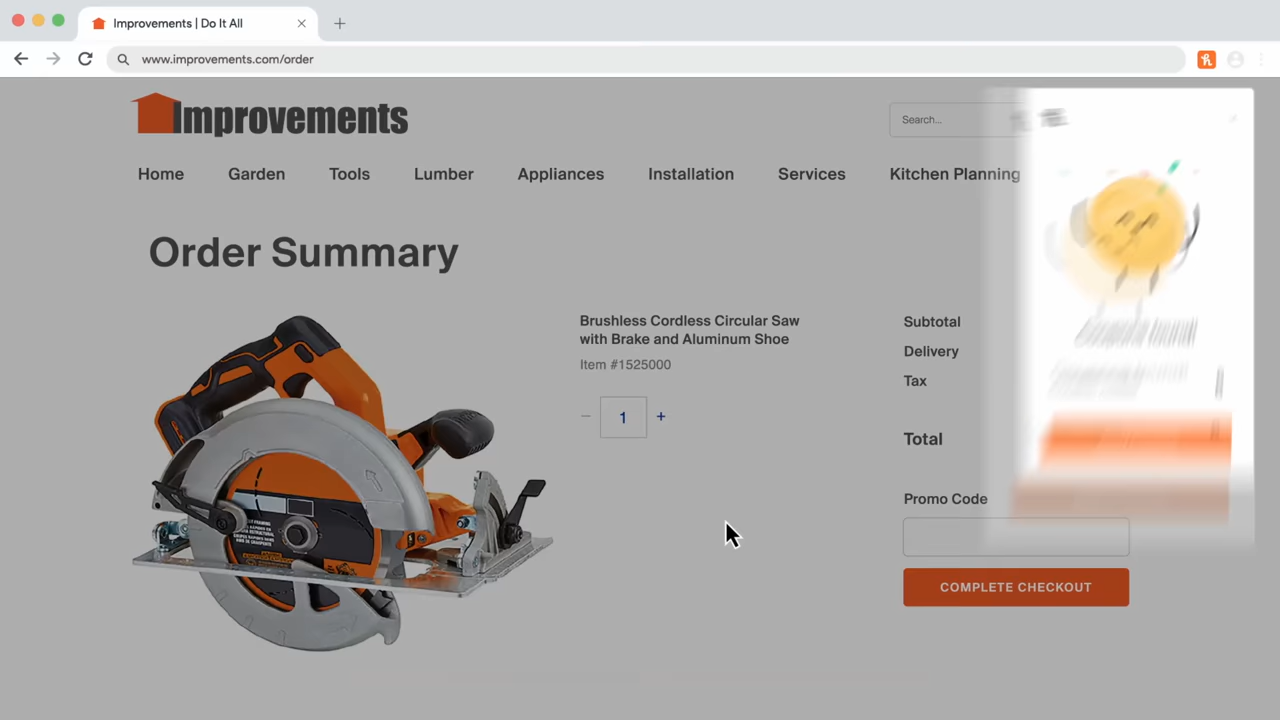 Improvements | Do It All
www.improvements.com/order
h
Improvements
Search...
Home
Garden
Tools
Lumber
Appliances
Installation
Services
Kitchen Planning
Order Summary
Brushless Cordless Circular Saw
with Brake and Aluminum Shoe
Item #1525000
− 1 +
Subtotal
Delivery
Tax
Total
Promo Code
COMPLETE CHECKOUT